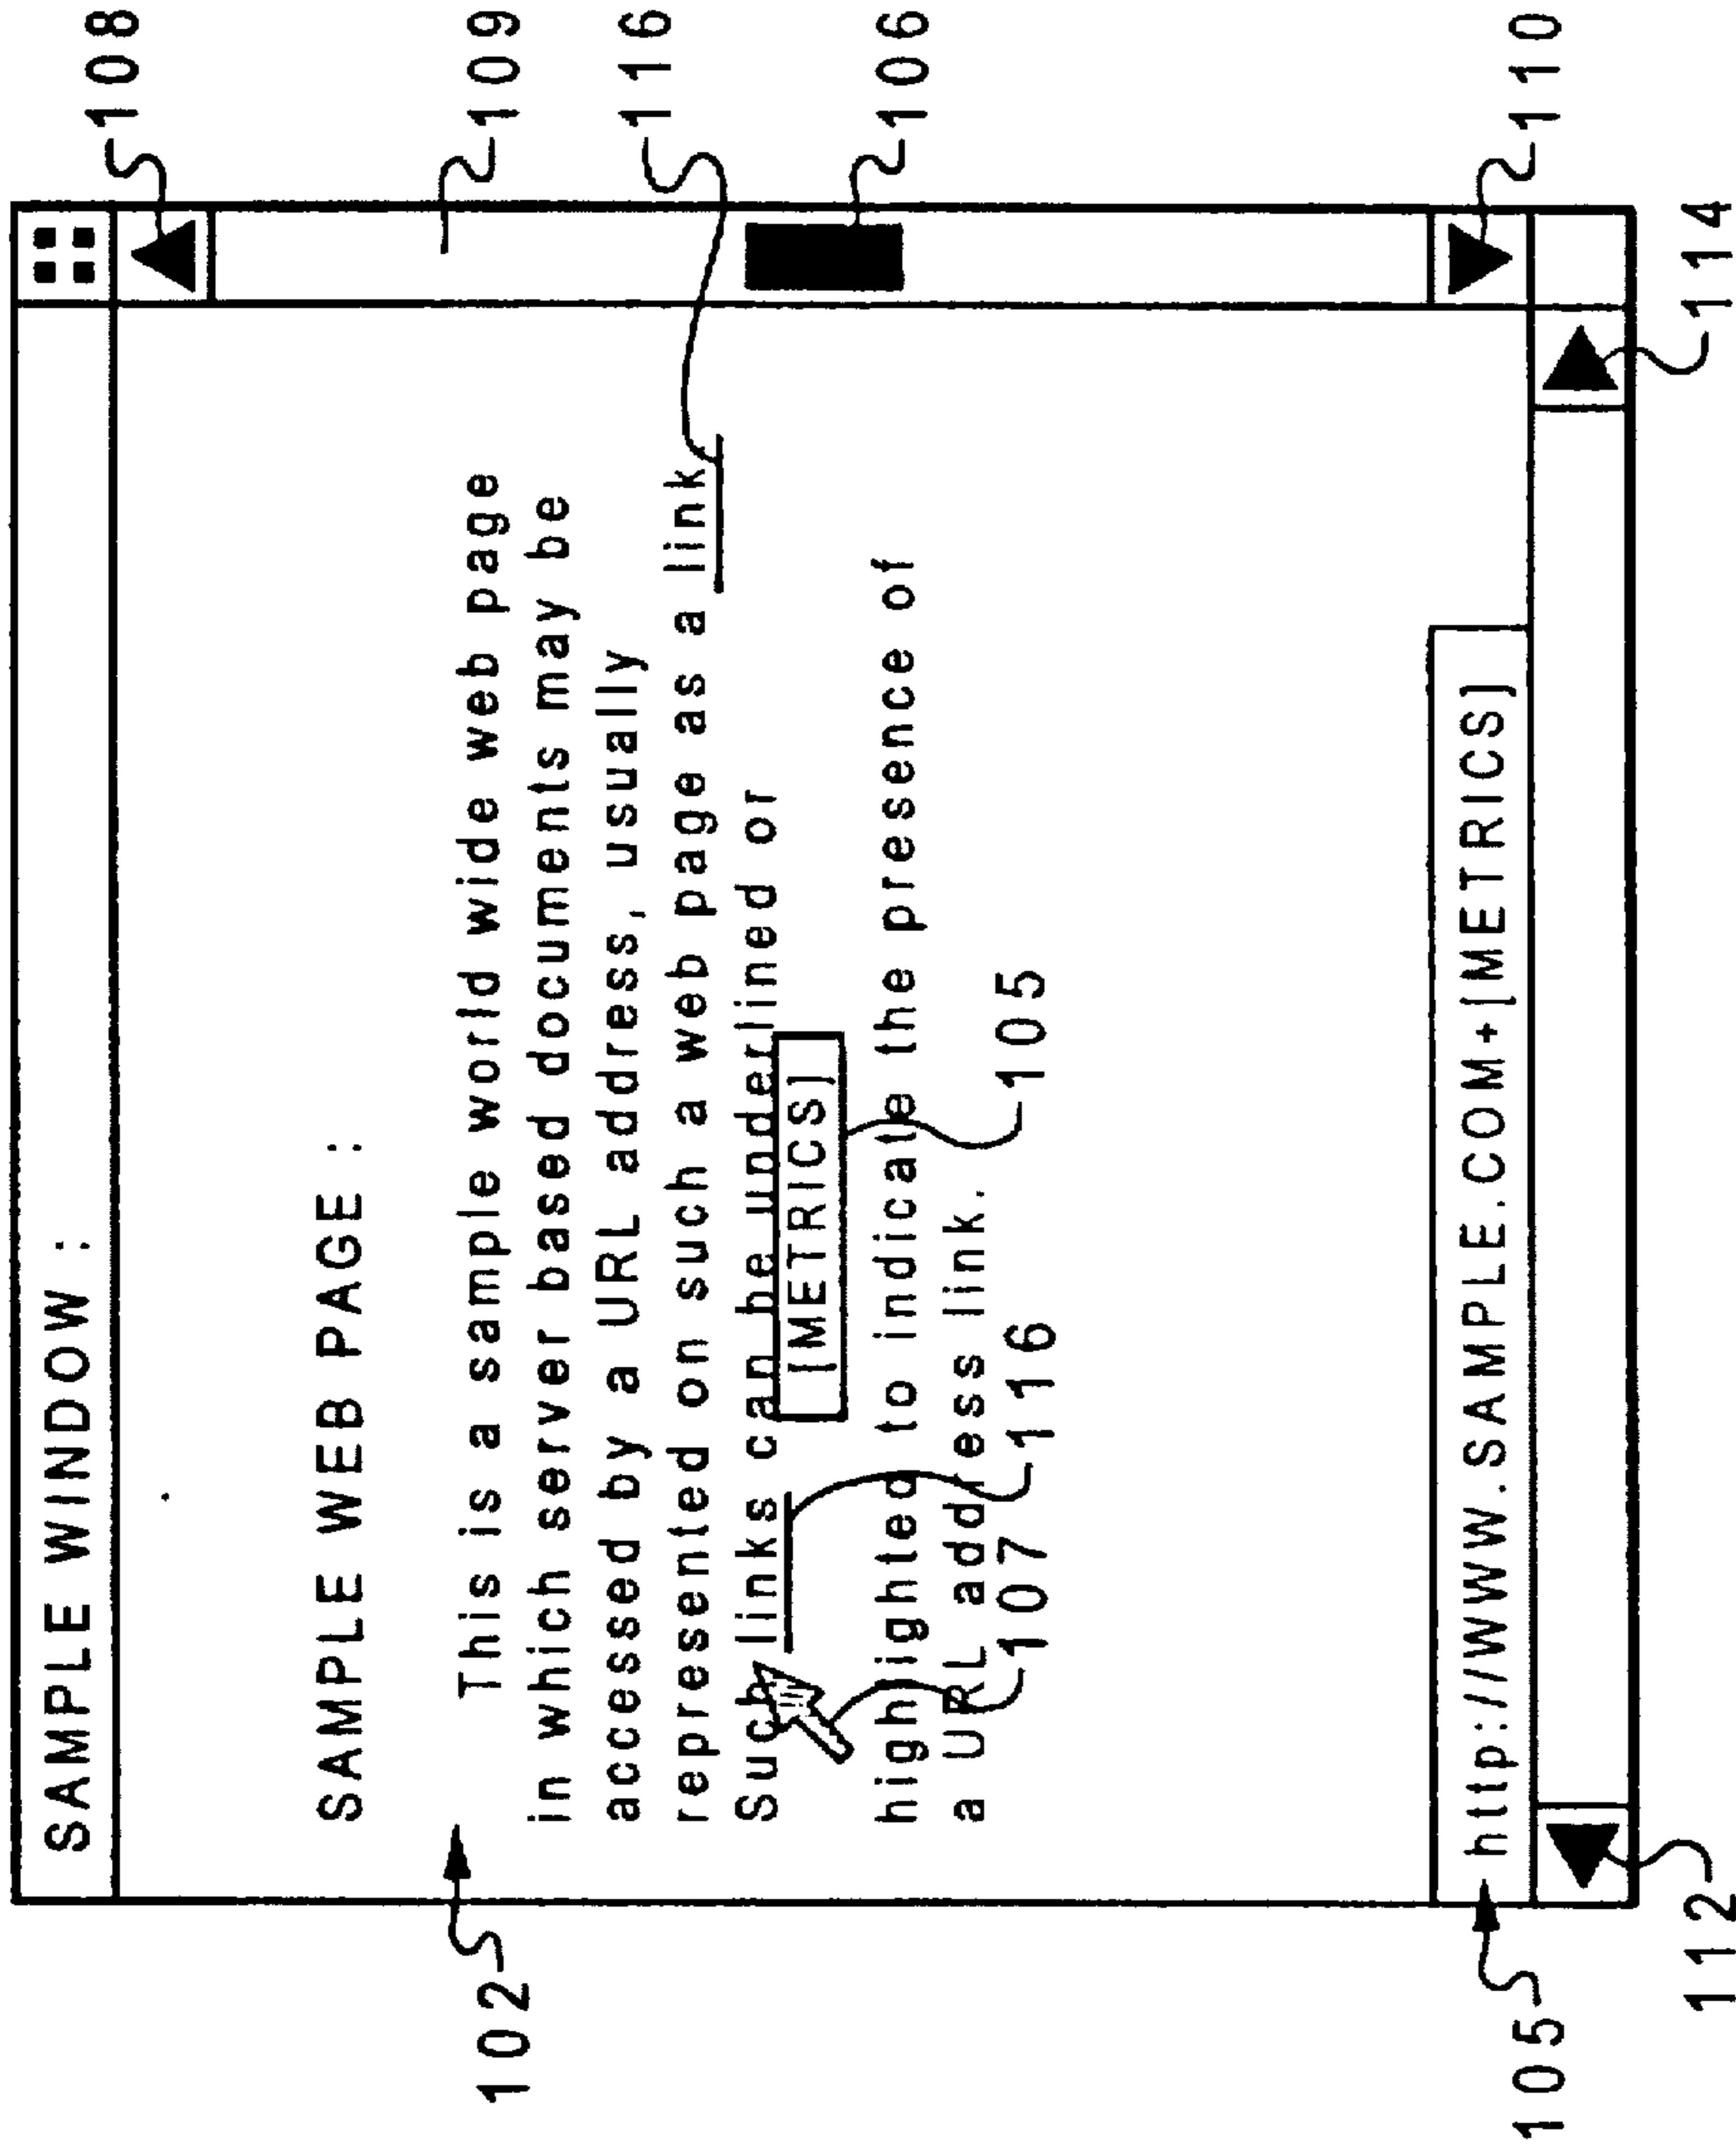 SAMPLE WINDOW :
108
SAMPLE WEB PAGE :
102
109
This is a sample world wide web page
in which server based documents may be
accessed by a URL address, usually
116
represented on such a web page as a link.
Such links can be underlined or
[METRICS]
106
highlighted to indicate the presence of
a URL address link.
107
116
105
105
http://WWW.SAMPLE.COM+[METRICS]
110
112
114